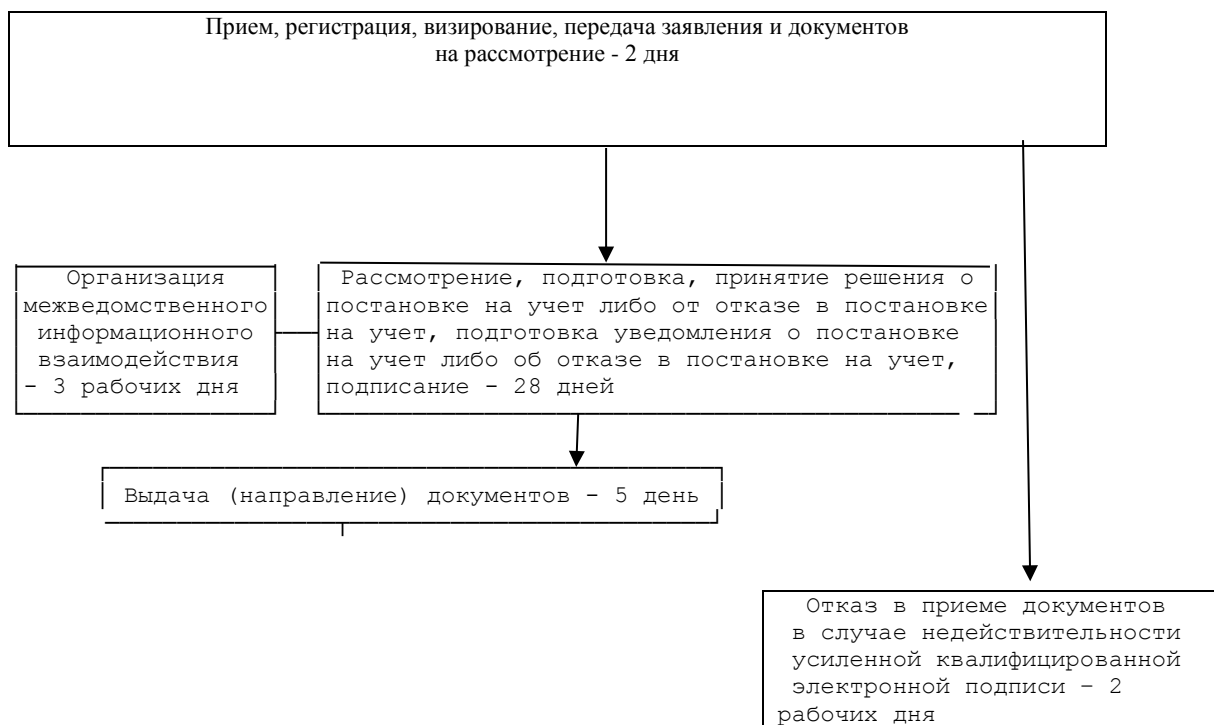 Прием, регистрация, визирование, передача заявления и документов
на рассмотрение - 2 дня
Организация
межведомственного
информационного
взаимодействия
- 3 рабочих дня
Рассмотрение, подготовка, принятие решения о
постановке на учет либо от отказе в постановке
на учет, подготовка уведомления о постановке
на учет либо об отказе в постановке на учет,
подписание - 28 дней
Выдача (направление) документов - 5 день
Отказ в приеме документов
в случае недействительности
усиленной квалифицированной
электронной подписи – 2
рабочих дня